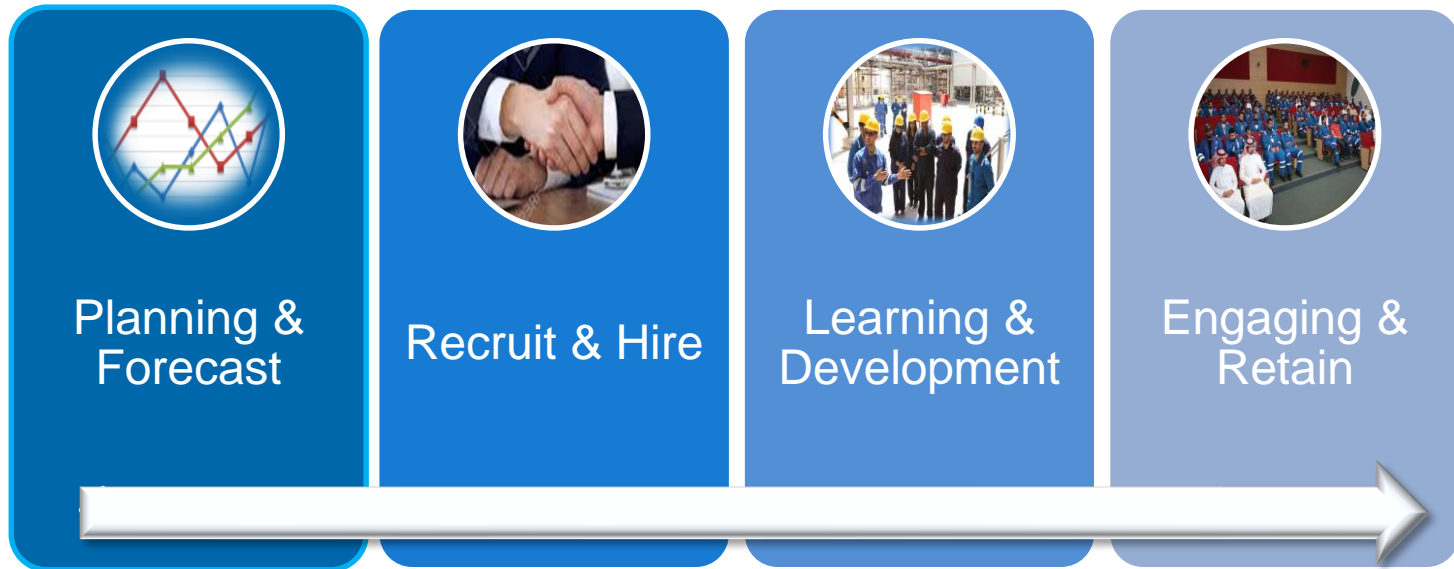 Planning &
Forecast
Recruit & Hire
Learning &
Development
Engaging &
Retain